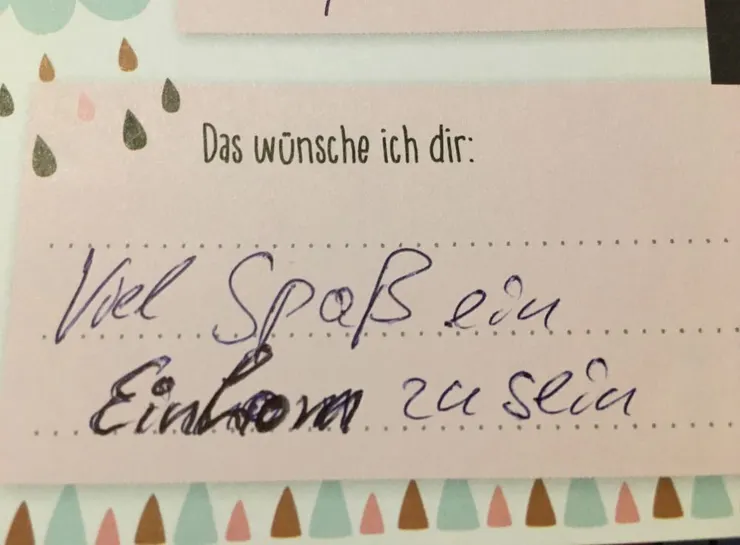 Das wünsche ich dir:
Viel Spaß ein
Einhorn zu sein